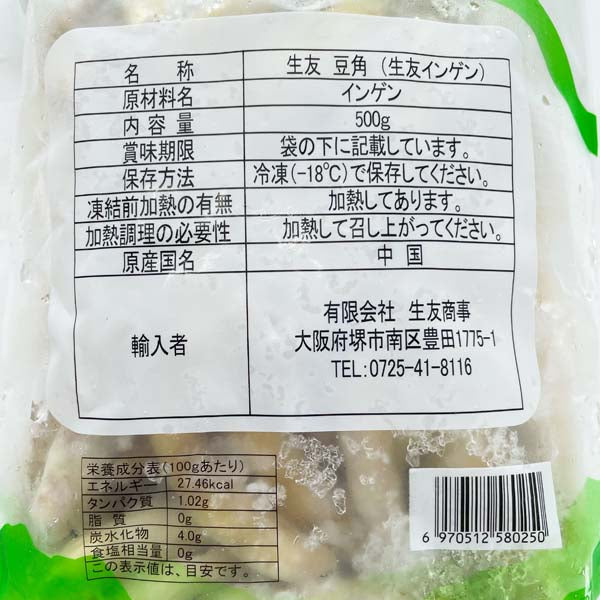 名 称 生友 豆角 (生友インゲン)
原材料名 インゲン
内容量 500g
賞味期限 袋の下に記載しています。
保存方法 冷凍(-18℃)で保存してください。
凍結前加熱の有無 加熱してあります。
加熱調理の必要性 加熱して召し上がってください。
原産国名 中国
輸入者 有限会社 生友商事
大阪府堺市南区豊田1775-1
TEL:0725-41-8116
栄養成分表(100gあたり)
エネルギー 27.46kcal
タンパク質 1.02g
脂 質 0g
炭水化物 4.0g
食塩相当量 0g
この表示値は、目安です。
6 970512 580250